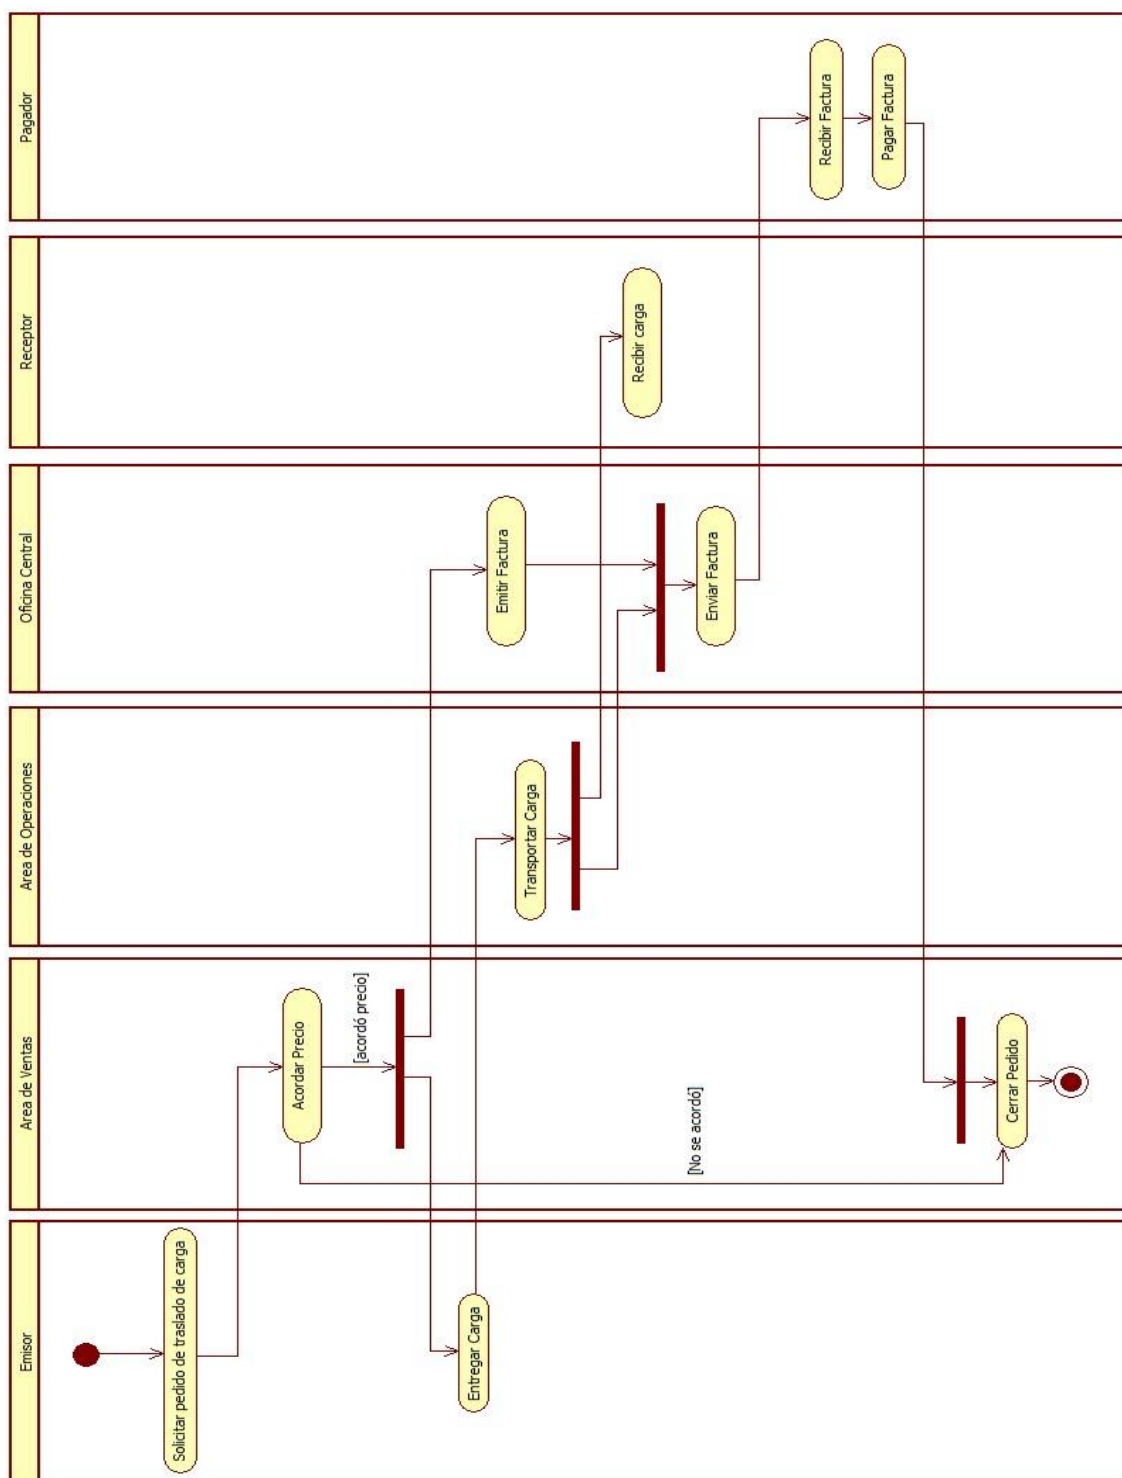 Emisor
Area de Ventas
Area de Operaciones
Oficina Central
Receptor
Pagador
Solicitar pedido de traslado de carga
Acordar Precio
[acordó precio]
Entregar Carga
Emitir Factura
Transportar Carga
Recibir carga
[No se acordó]
Enviar Factura
Recibir Factura
Pagar Factura
Cerrar Pedido